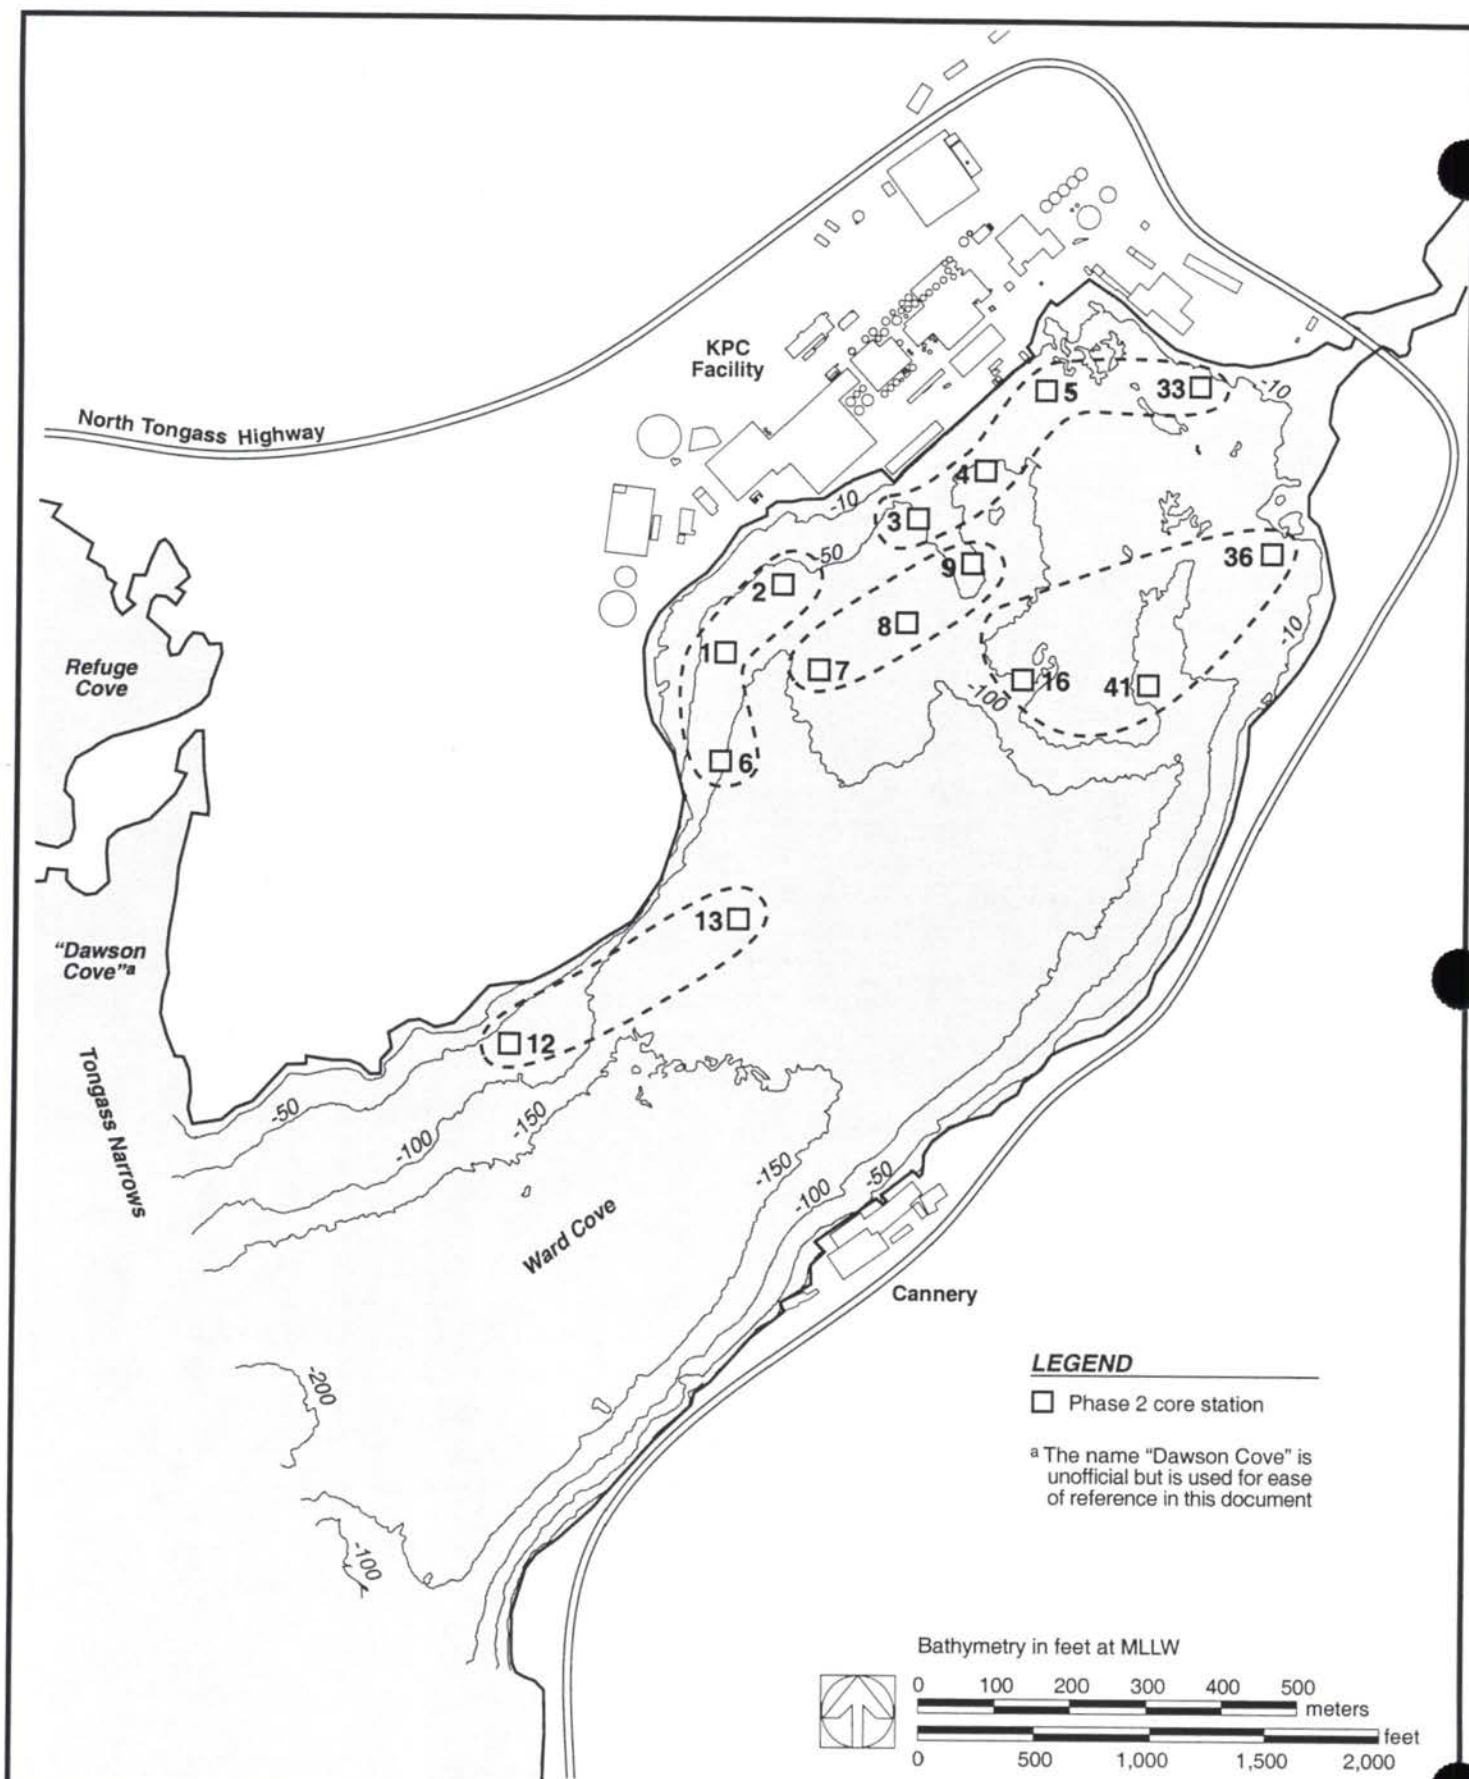 KPC
Facility
North Tongass Highway
5
33
-10
4
-10
3
-50
9
36
2
8
-10
1
7
Refuge
Cove
16
41
-100
6
13
"Dawson
Cove"a
12
Tongass Narrows
-50
-100
-150
-150
-100
-50
Ward Cove
Cannery
-200
-100
LEGEND
Phase 2 core station
a The name "Dawson Cove" is
unofficial but is used for ease
of reference in this document
Bathymetry in feet at MLLW
0 100 200 300 400 500
meters
feet
0 500 1,000 1,500 2,000